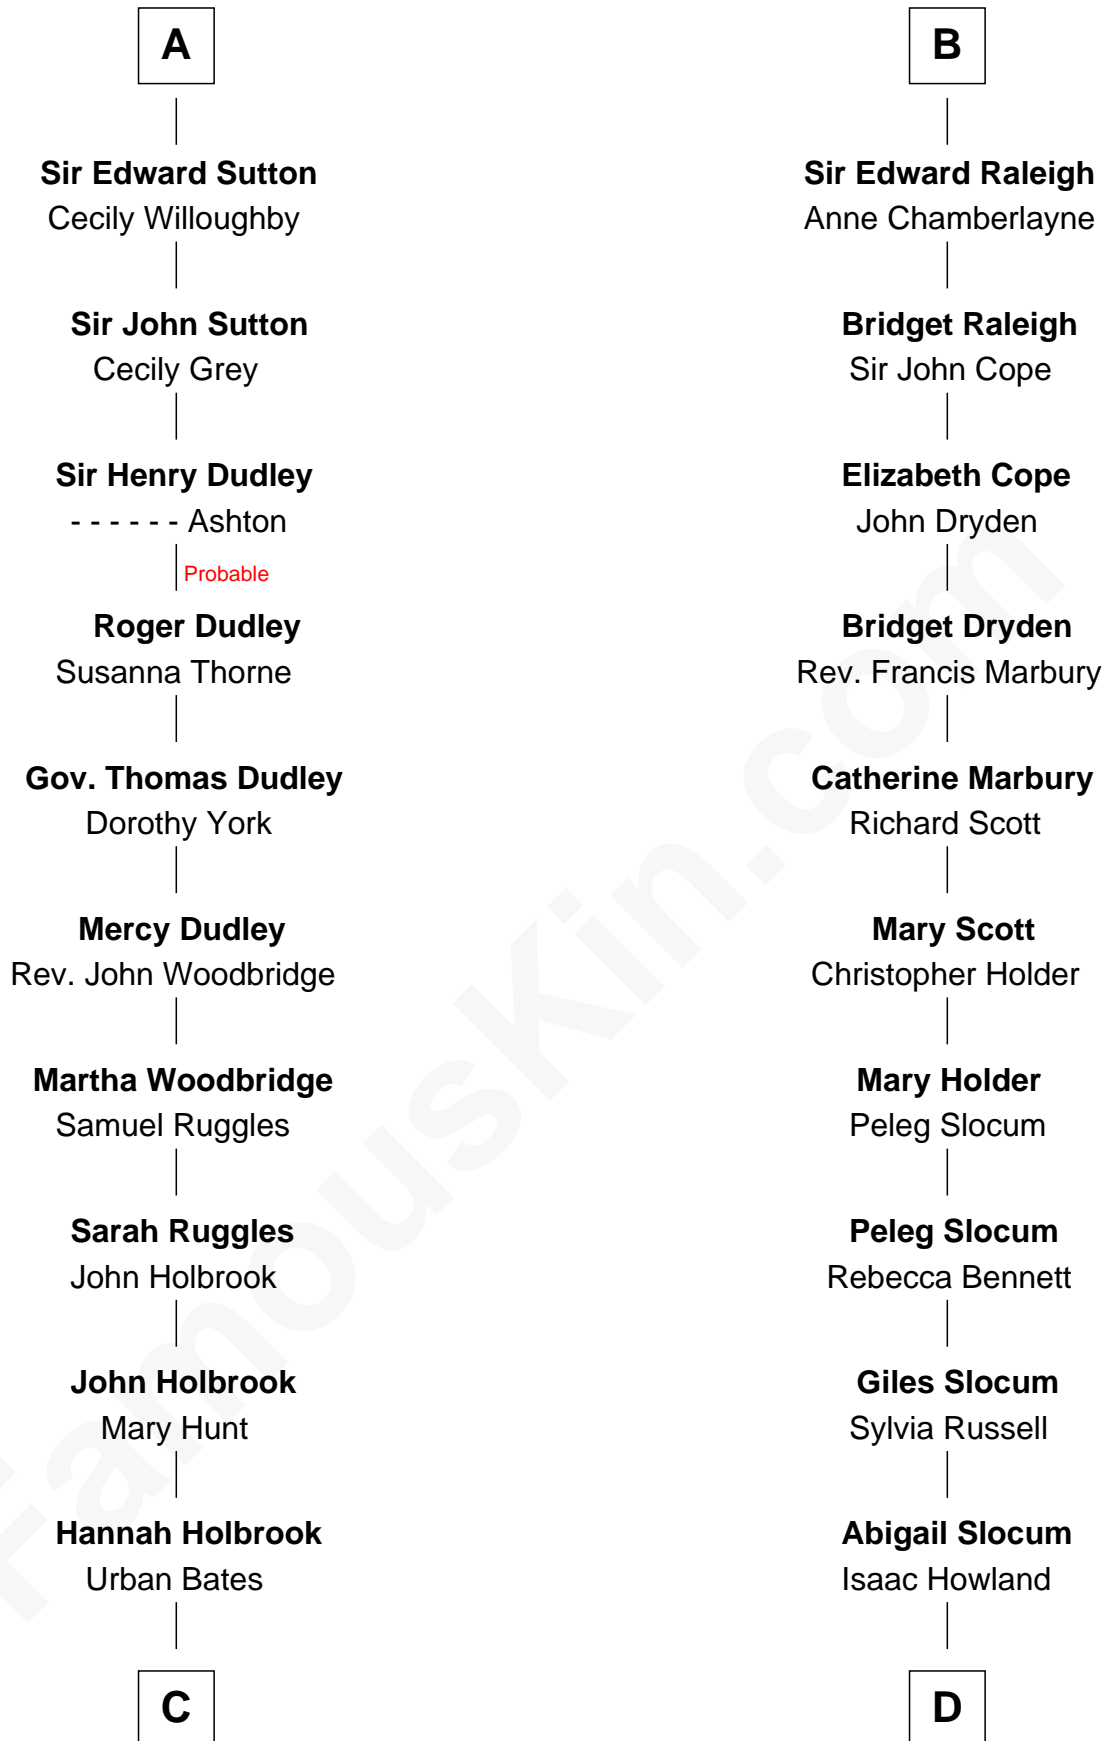 A
Sir Edward Sutton
Cecily Willoughby
Sir John Sutton
Cecily Grey
Sir Henry Dudley
- - - - - - Ashton
Probable
Roger Dudley
Susanna Thorne
Gov. Thomas Dudley
Dorothy York
Mercy Dudley
Rev. John Woodbridge
Martha Woodbridge
Samuel Ruggles
Sarah Ruggles
John Holbrook
John Holbrook
Mary Hunt
Hannah Holbrook
Urban Bates
C
B
Sir Edward Raleigh
Anne Chamberlayne
Bridget Raleigh
Sir John Cope
Elizabeth Cope
John Dryden
Bridget Dryden
Rev. Francis Marbury
Catherine Marbury
Richard Scott
Mary Scott
Christopher Holder
Mary Holder
Peleg Slocum
Peleg Slocum
Rebecca Bennett
Giles Slocum
Sylvia Russell
Abigail Slocum
Isaac Howland
D
FamousKin.com